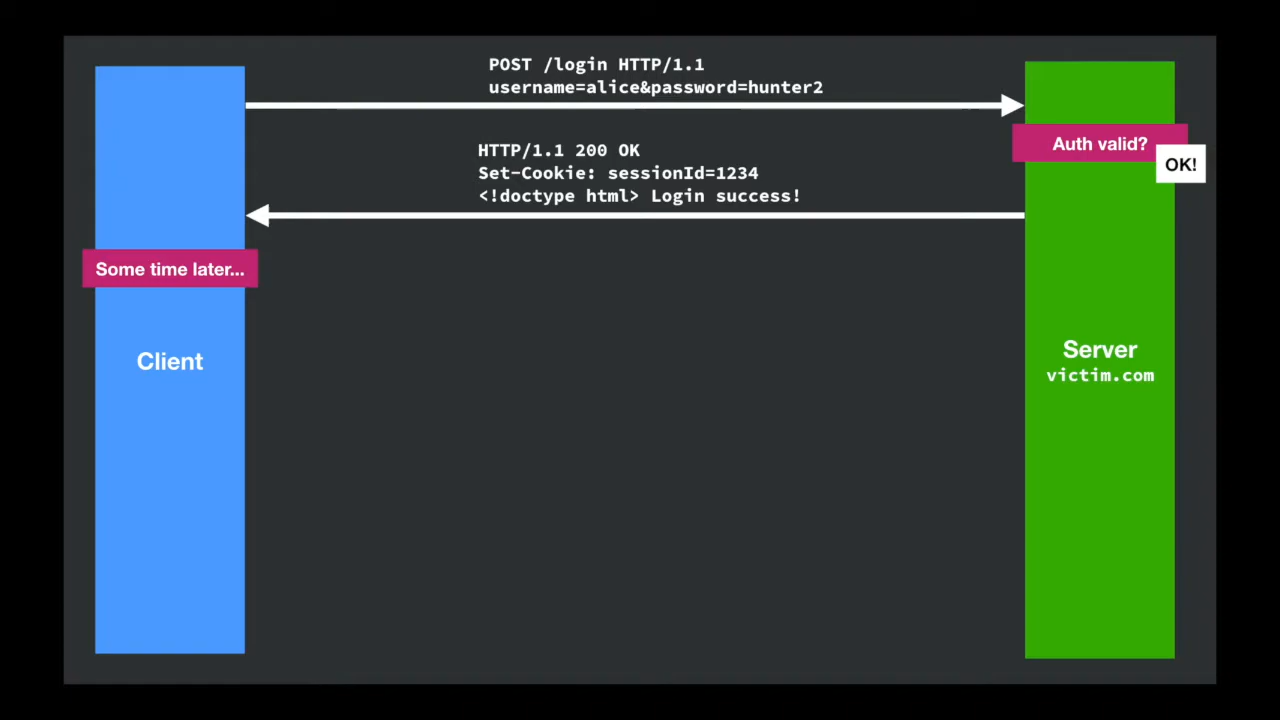 POST /login HTTP/1.1
username=alice&password=hunter2
Auth valid?
OK!
HTTP/1.1 200 OK
Set-Cookie: sessionId=1234
<!doctype html> Login success!
Some time later...
Client
Server
victim.com